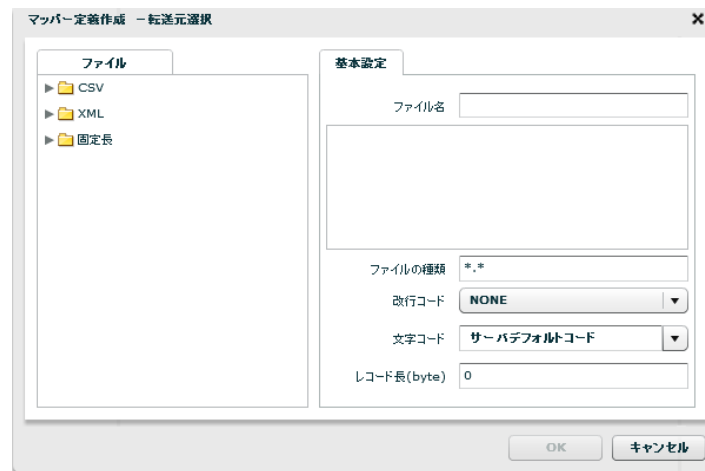 マッパー定義作成 －転送元選択
ファイル
CSV
XML
固定長
基本設定
ファイル名
ファイルの種類 *.*
改行コード NONE
文字コード サーバデフォルトコード
レコード長(byte) 0
OK キャンセル